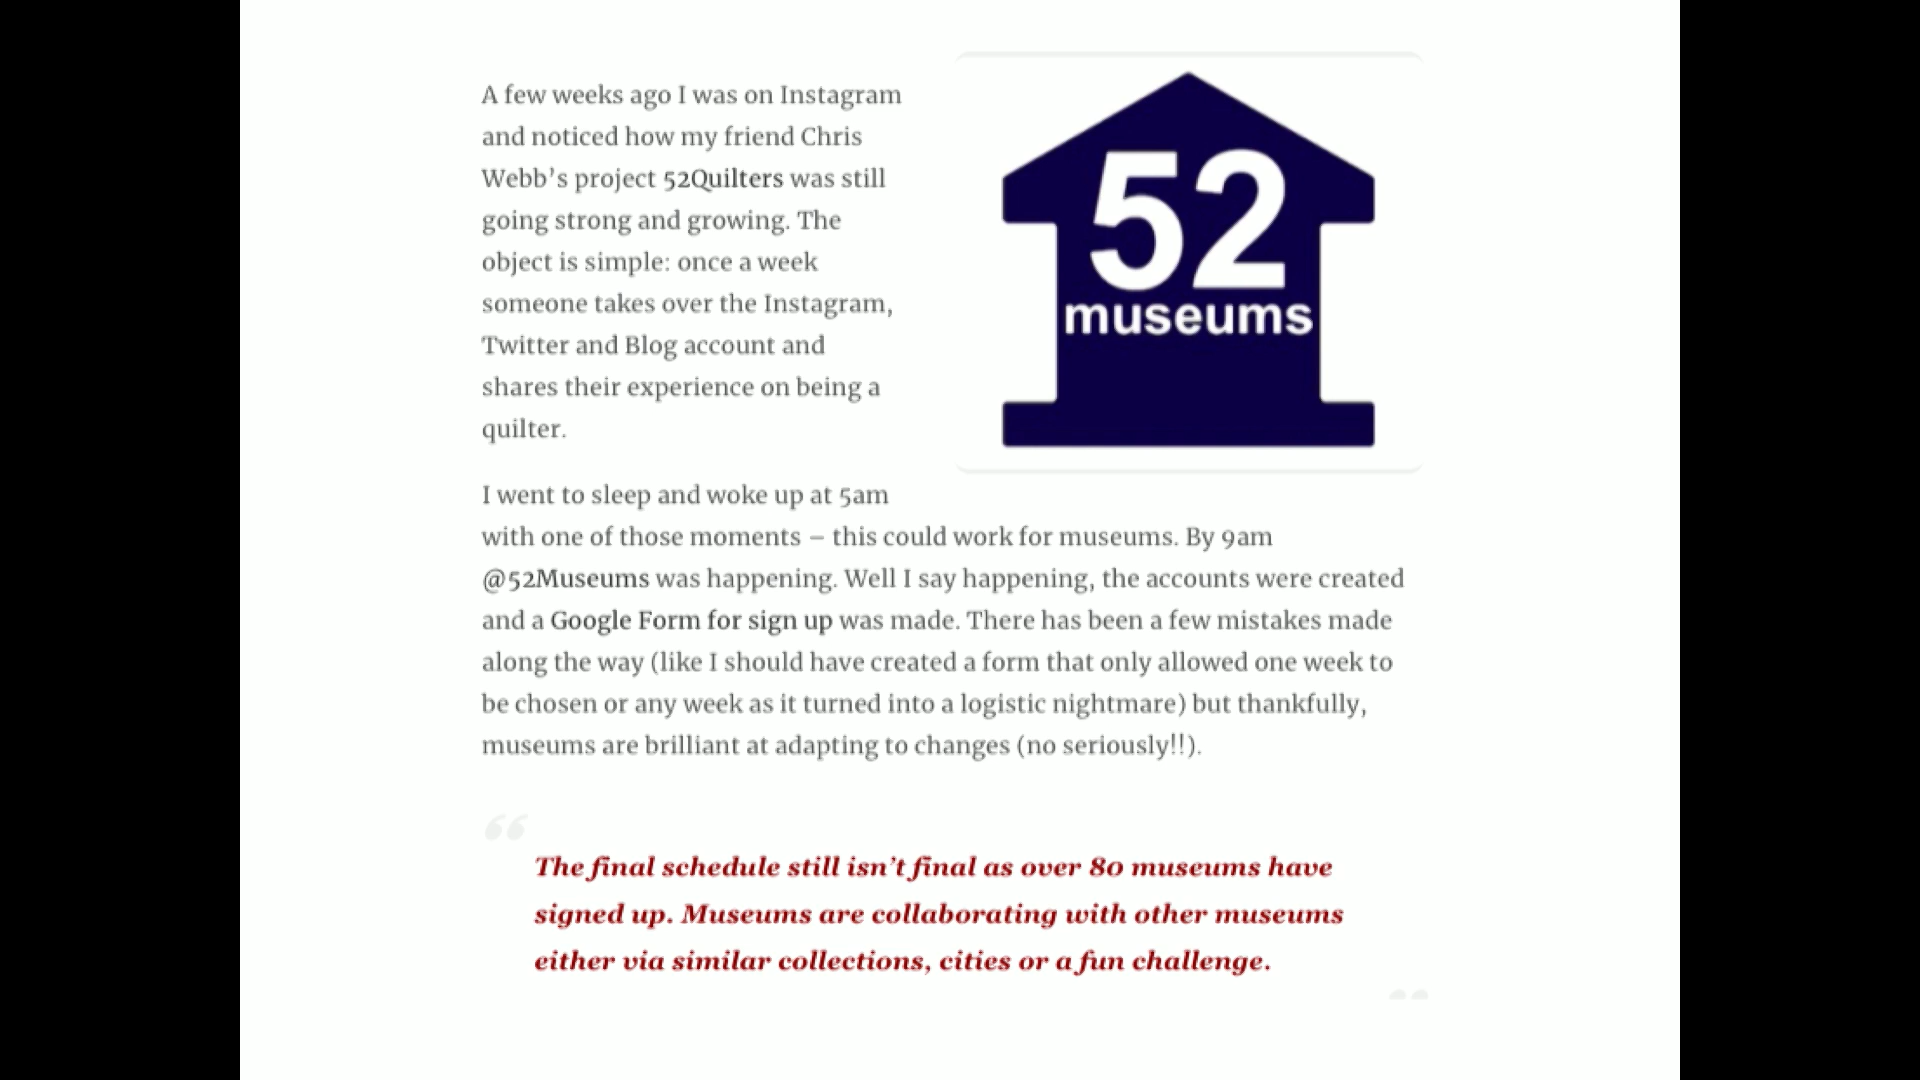 A few weeks ago I was on Instagram
and noticed how my friend Chris
Webb’s project 52Quilters was still
going strong and growing. The
object is simple: once a week
someone takes over the Instagram,
Twitter and Blog account and
shares their experience on being a
quilter.
52
museums
I went to sleep and woke up at 5am
with one of those moments – this could work for museums. By 9am
@52Museums was happening. Well I say happening, the accounts were created
and a Google Form for sign up was made. There has been a few mistakes made
along the way (like I should have created a form that only allowed one week to
be chosen or any week as it turned into a logistic nightmare) but thankfully,
museums are brilliant at adapting to changes (no seriously!!).
“
The final schedule still isn’t final as over 80 museums have
signed up. Museums are collaborating with other museums
either via similar collections, cities or a fun challenge.
”